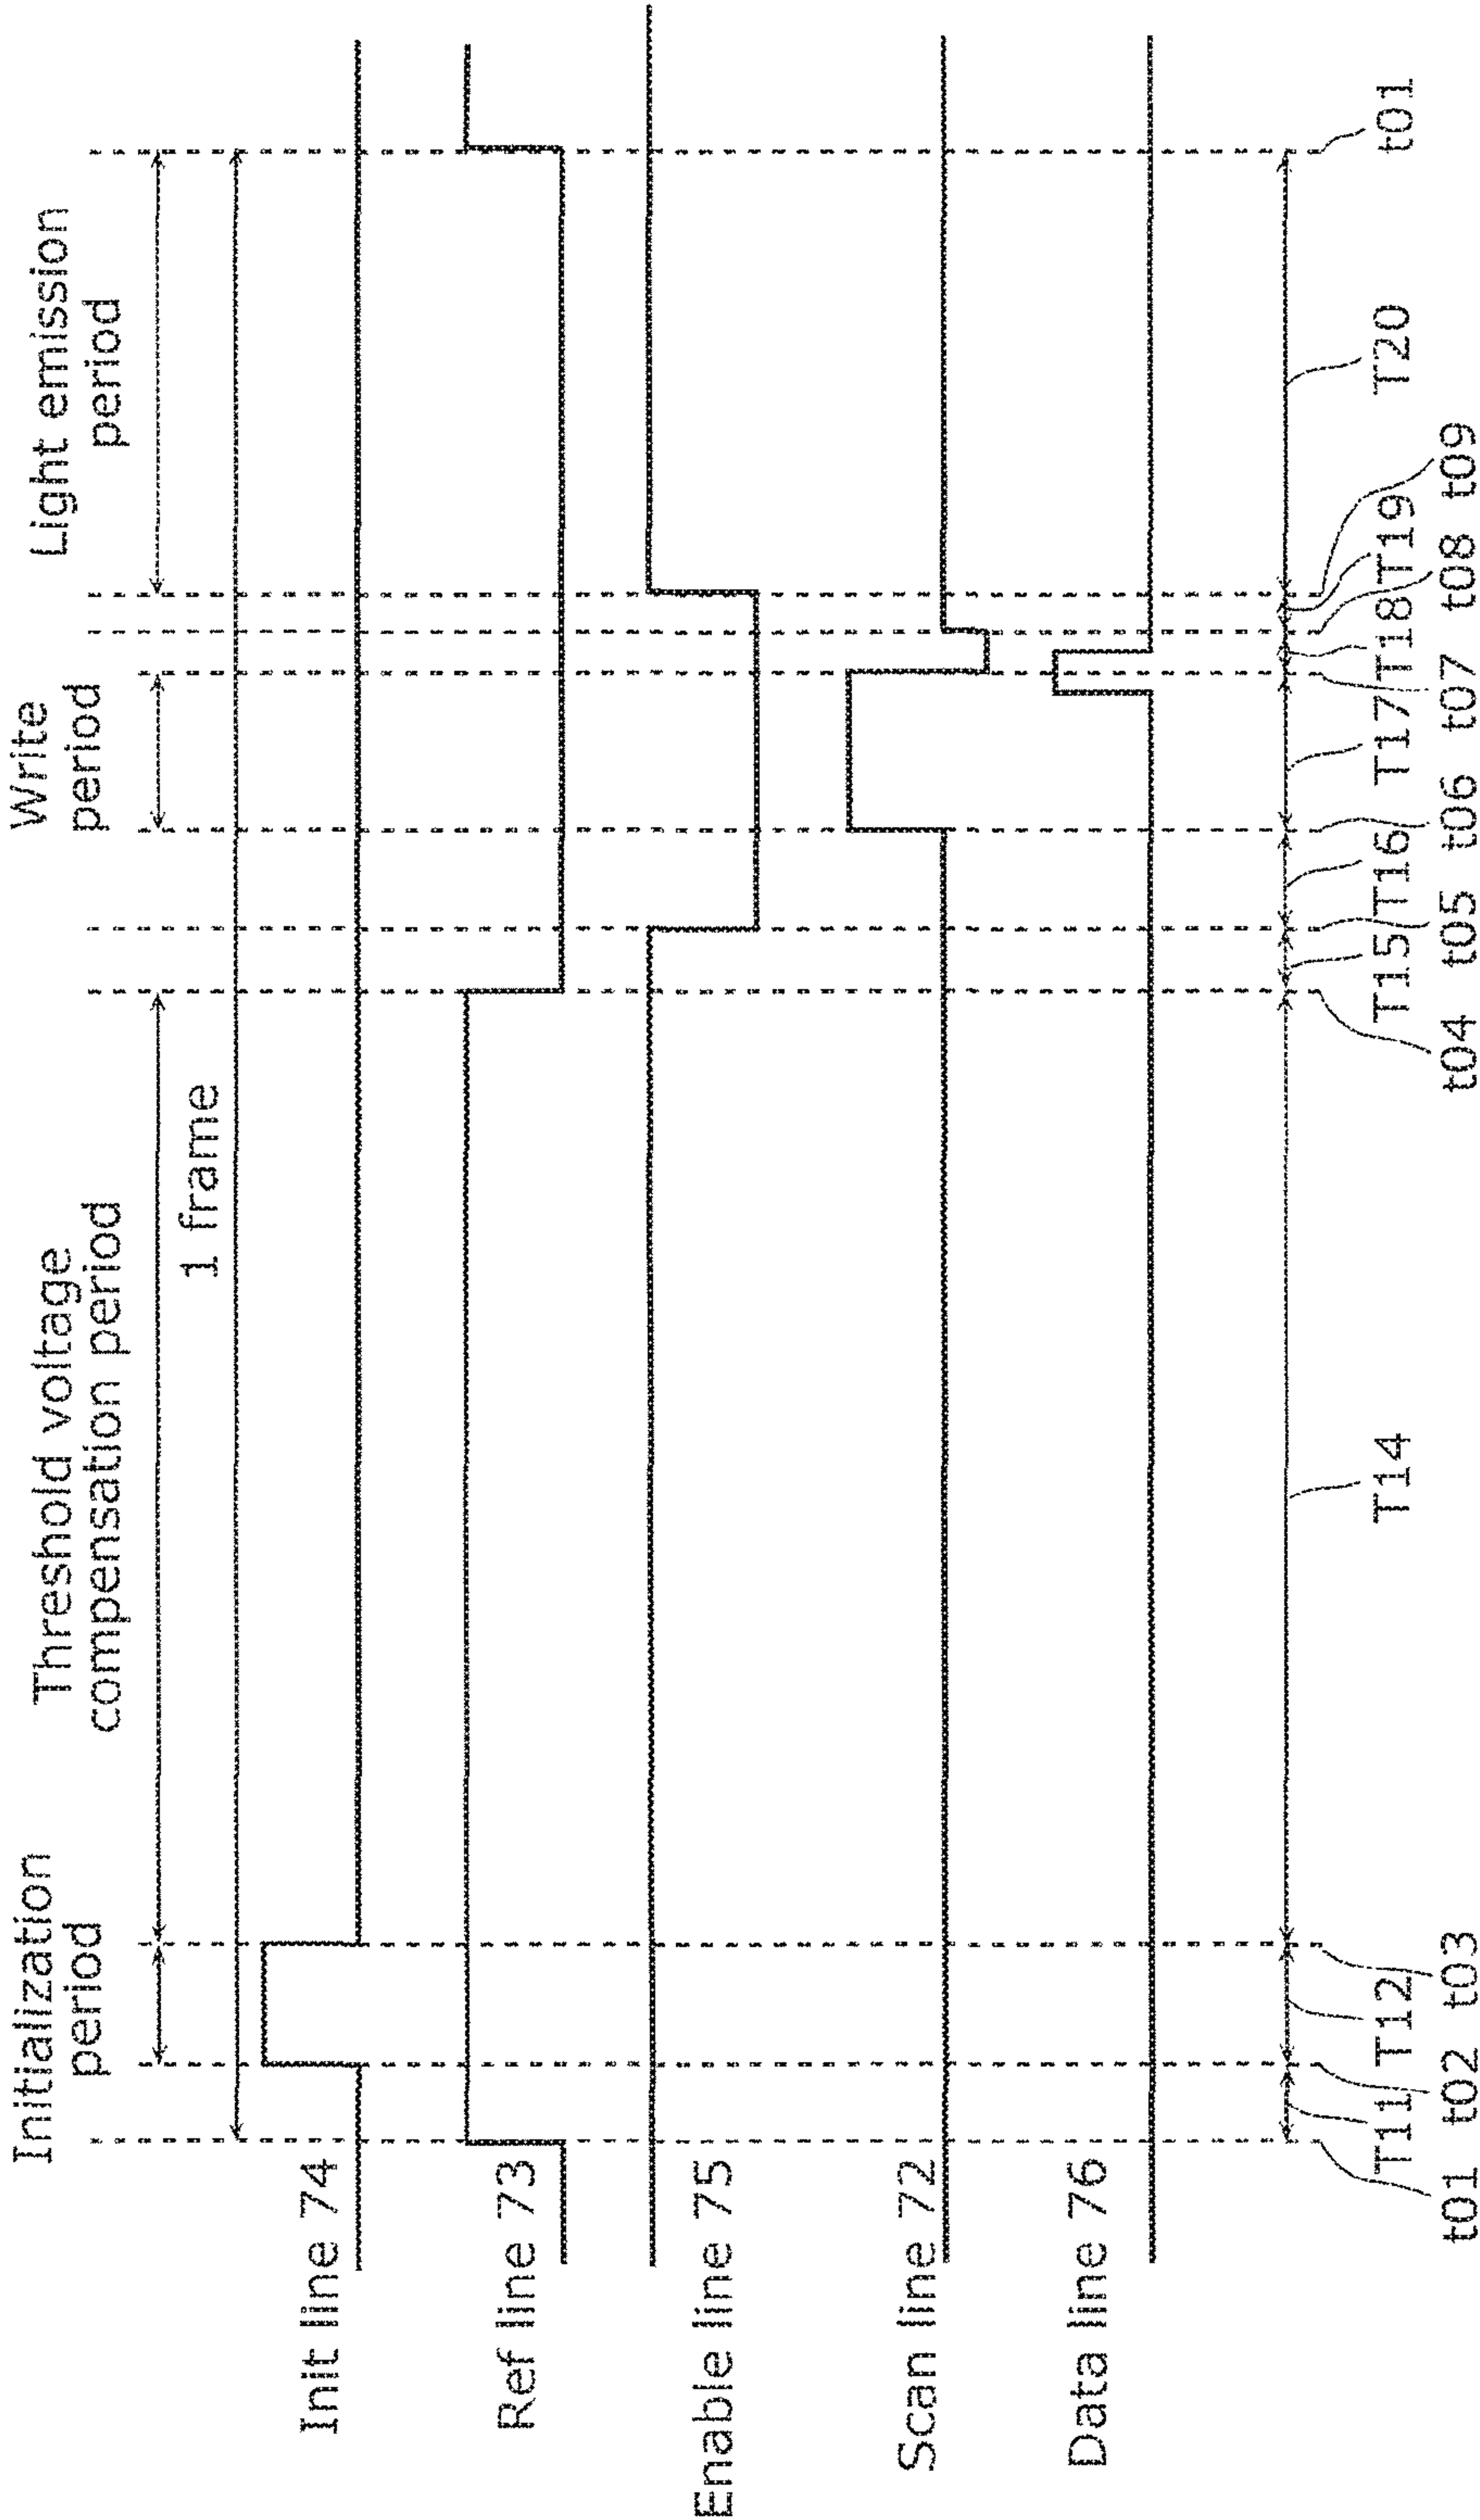 Initialization
period
Threshold voltage
compensation period
Write
period
Light emission
period
1 frame
Init line 74
Ref line 73
Enable line 75
Scan line 72
Data line 76
T11
T12
T14
T15
T16
T17
T18
T19
T20
t01
t02
t03
t04
t05
t06
t07
t08
t09
t01